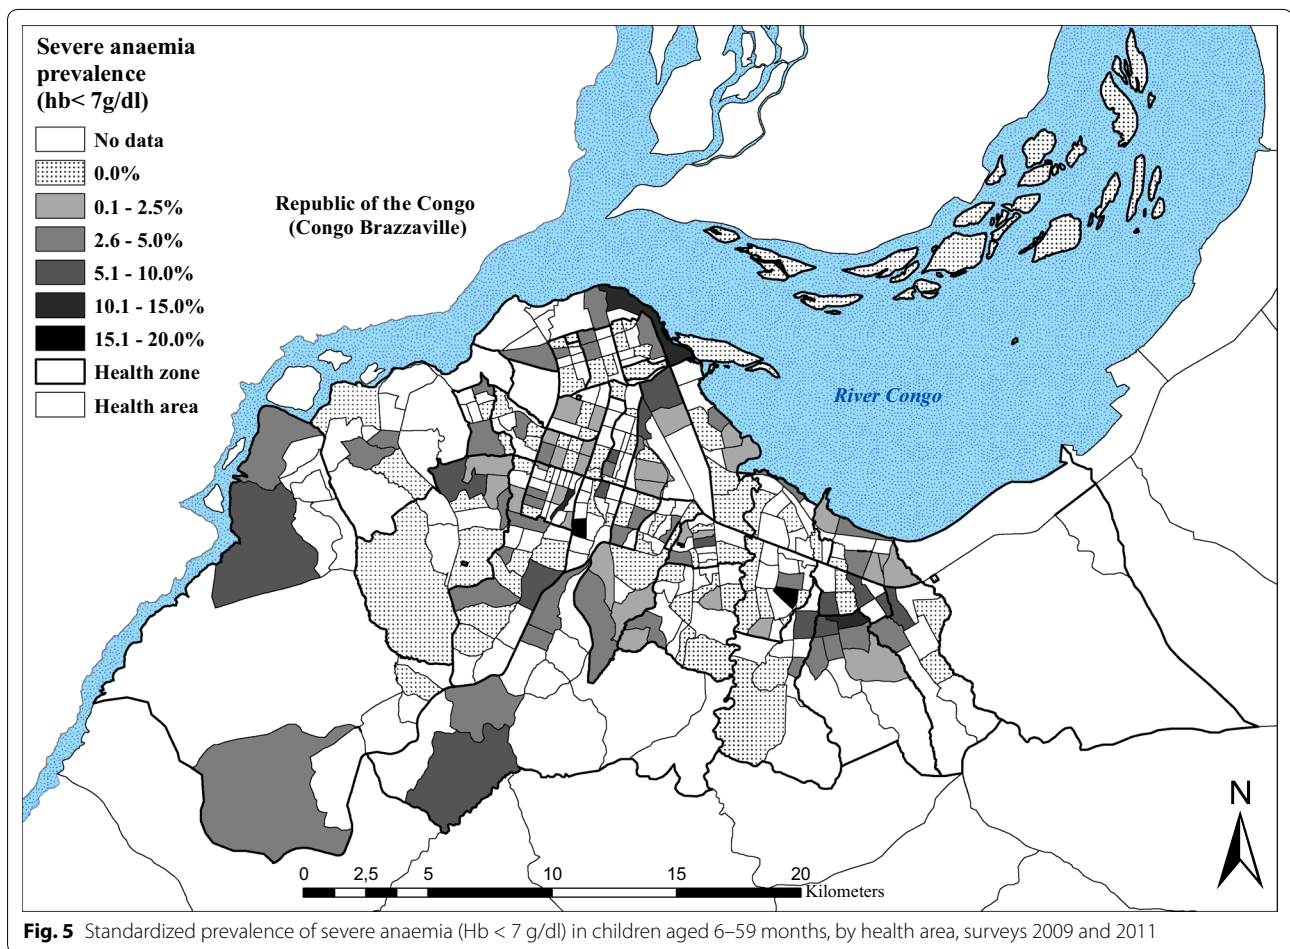 Severe anaemia
prevalence
(hb< 7g/dl)
No data
0.0%
0.1 - 2.5%
2.6 - 5.0%
5.1 - 10.0%
10.1 - 15.0%
15.1 - 20.0%
Health zone
Health area
Republic of the Congo
(Congo Brazzaville)
River Congo
N
0 2,5 5 10 15 20
Kilometers
Fig. 5 Standardized prevalence of severe anaemia (Hb < 7 g/dl) in children aged 6–59 months, by health area, surveys 2009 and 2011